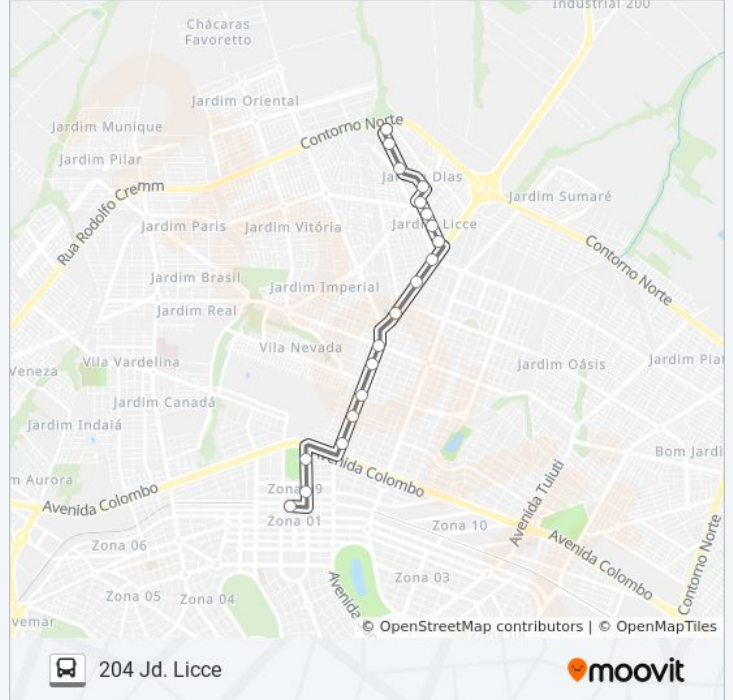 Industrial 200
Chácaras
Favoretto
Jardim Oriental
Contorno Norte
Jardim Munique
Jardim Pilar
Dias
Rua Rodolfo Cremm
Jardim Sumaré
Jardim Paris
Jardim Vitória
Licce
Contorno Norte
Jardim Brasil
Jardim Imperial
Jardim Real
Vila Nevada
Vila Vardelina
Jardim Oásis
Jardim Pla
Veneza
Jardim Canadá
Jardim Indaiá
Bom Jardi
m Aurora
Avenida Colombo
Avenida Colombo
Avenida Tuiuti
Zona
9
Zona 01
Zona 10
Avenida Colombo
Contorno Norte
Zona 06
Zona 03
Zona 05
Zona 04
Avenida
vemar
© OpenStreetMap contributors | © OpenMapTiles
204 Jd. Licce
moovit